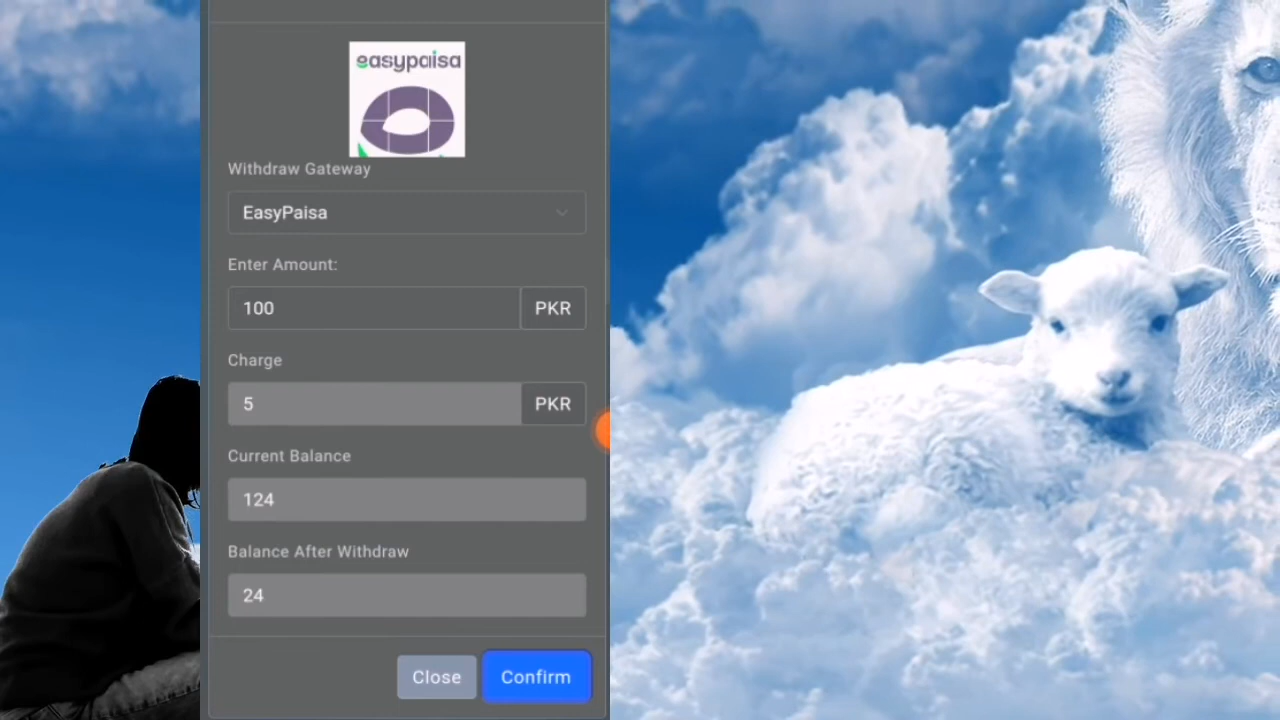 easypaisa
Withdraw Gateway
EasyPaisa
Enter Amount:
100 PKR
Charge
5 PKR
Current Balance
124
Balance After Withdraw
24
Close Confirm